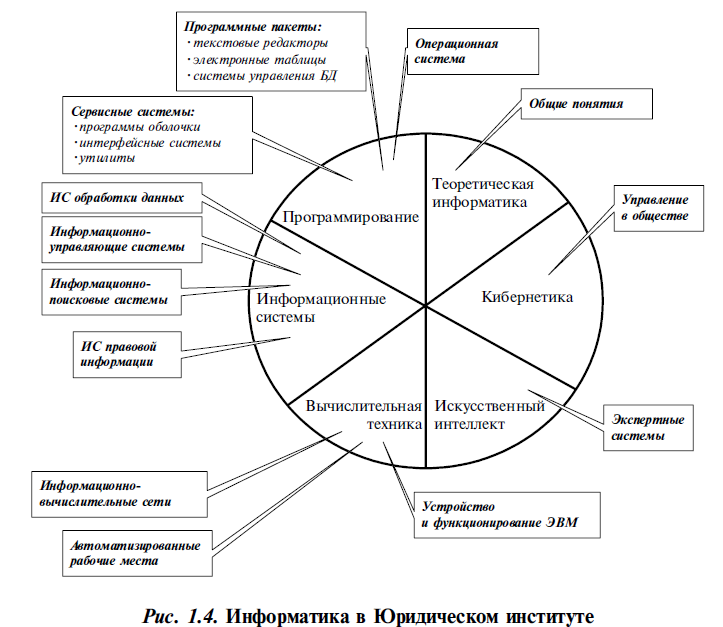 Программные пакеты:
· текстовые редакторы
· электронные таблицы
· системы управления БД
Операционная
система
Сервисные системы:
· программы оболочки
· интерфейсные системы
· утилиты
Общие понятия
ИС обработки данных
Информационно-
управляющие системы
Информационно-
поисковые системы
ИС правовой
информации
Управление
в обществе
Программирование
Теоретическая
информатика
Информационные
системы
Кибернетика
Вычислительная
техника
Искусственный
интеллект
Экспертные
системы
Информационно-
вычислительные сети
Автоматизированные
рабочие места
Устройство
и функционирование ЭВМ
Рис. 1.4. Информатика в Юридическом институте